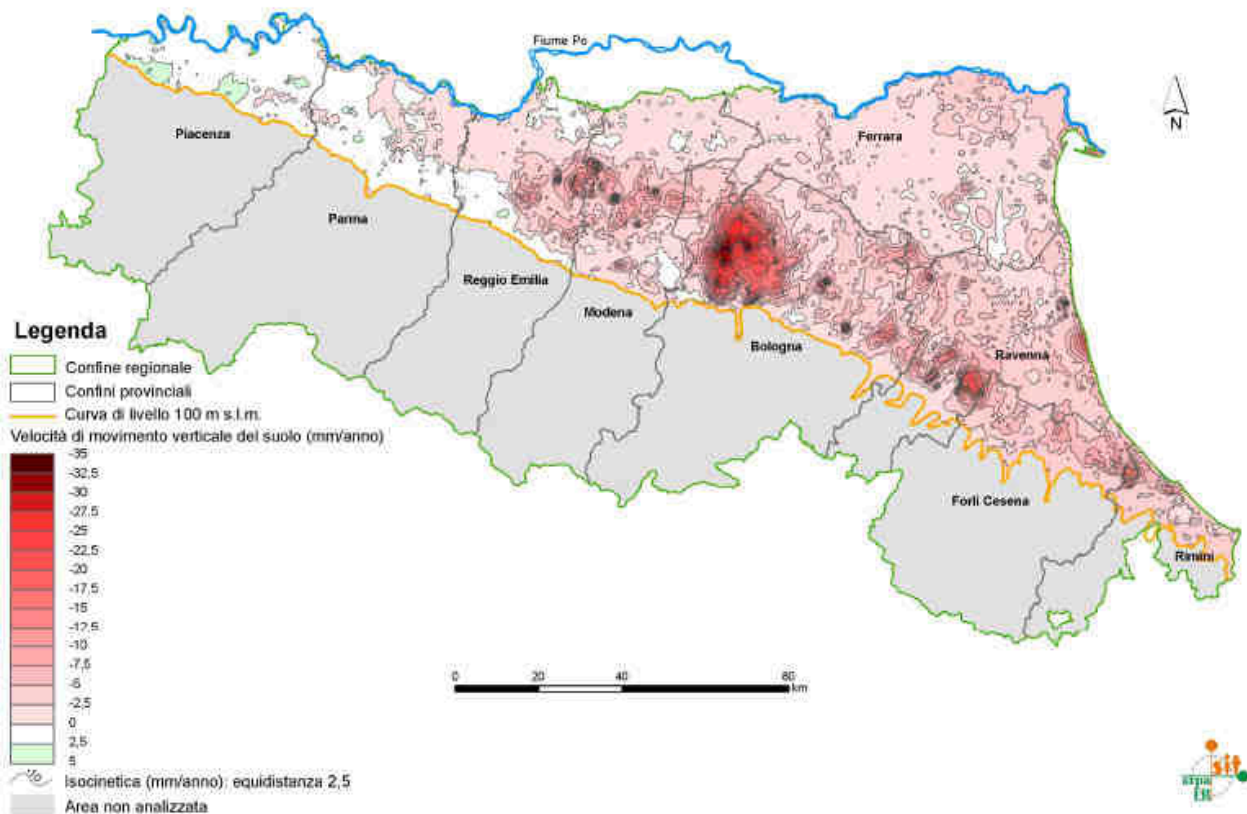 Fiume Po
N
Piacenza
Ferrara
Parma
Reggio Emilia
Modena
Bologna
Ravenna
Forlì Cesena
Rimini
Legenda
Confine regionale
Confini provinciali
Curva di livello 100 m s.l.m.
Velocità di movimento verticale del suolo (mm/anno)
-35
-32,5
-30
-27,5
-25
-22,5
-20
-17,5
-15
-12,5
-10
-7,5
-5
-2,5
0
2,5
5
Isocinetica (mm/anno): equidistanza 2,5
Area non analizzata
0 20 40 80
km
sit
arpa